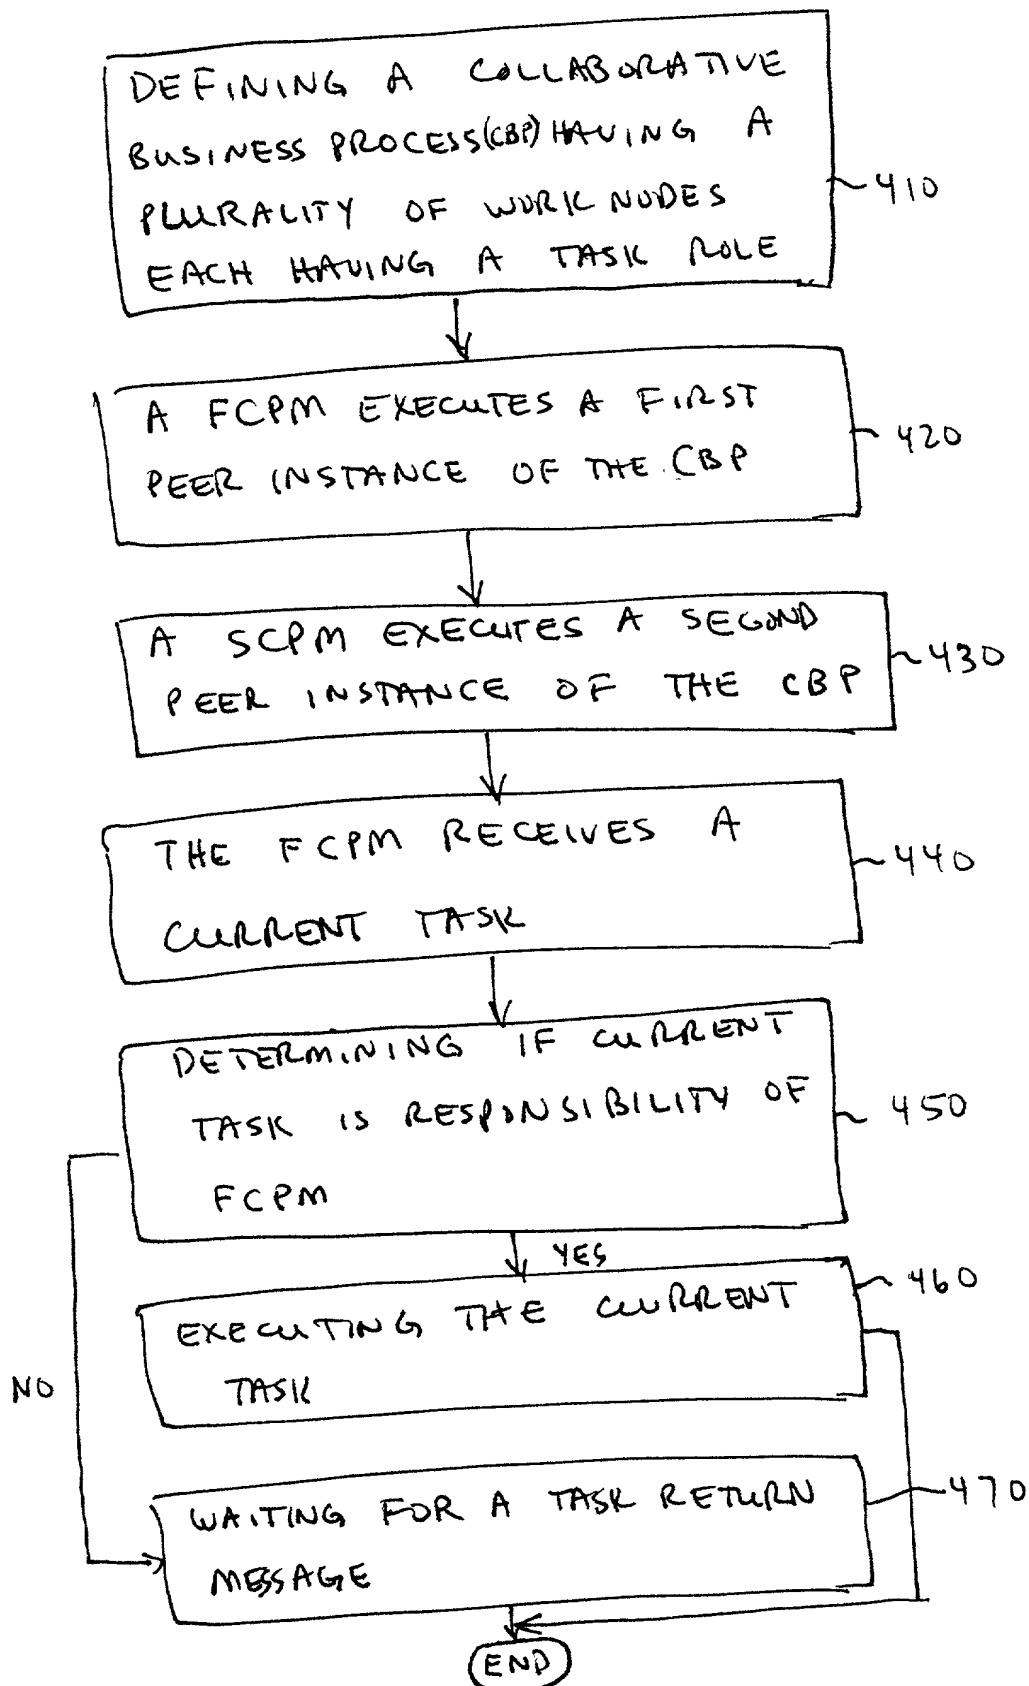 DEFINING A COLLABORATIVE
BUSINESS PROCESS(CBP) HAVING A
PLURALITY OF WORK NODES
EACH HAVING A TASK ROLE
410
A FCPM EXECUTES A FIRST
PEER INSTANCE OF THE CBP
420
A SCPM EXECUTES A SECOND
PEER INSTANCE OF THE CBP
430
THE FCPM RECEIVES A
CURRENT TASK
440
DETERMINING IF CURRENT
TASK IS RESPONSIBILITY OF
FCPM
450
YES
EXECUTING THE CURRENT
TASK
460
NO
WAITING FOR A TASK RETURN
MESSAGE
470
END